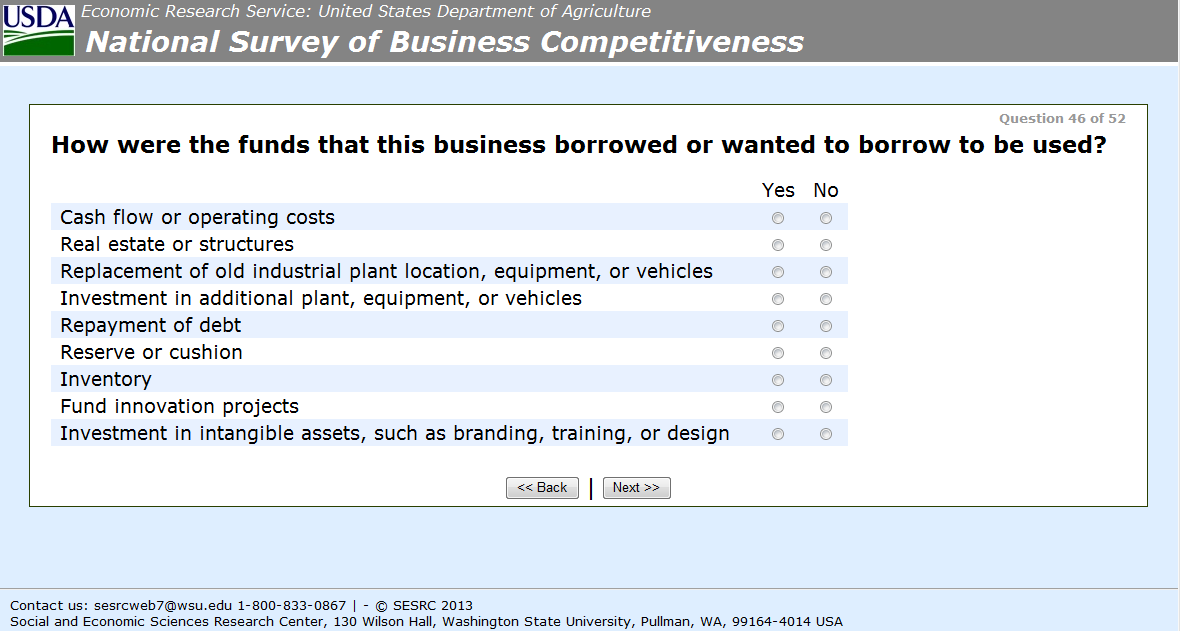 USDA
Economic Research Service: United States Department of Agriculture
National Survey of Business Competitiveness
Question 46 of 52
How were the funds that this business borrowed or wanted to borrow to be used?
Yes No
Cash flow or operating costs
Real estate or structures
Replacement of old industrial plant location, equipment, or vehicles
Investment in additional plant, equipment, or vehicles
Repayment of debt
Reserve or cushion
Inventory
Fund innovation projects
Investment in intangible assets, such as branding, training, or design
<< Back | Next >>
Contact us: sesrcweb7@wsu.edu 1-800-833-0867 | - © SESRC 2013
Social and Economic Sciences Research Center, 130 Wilson Hall, Washington State University, Pullman, WA, 99164-4014 USA